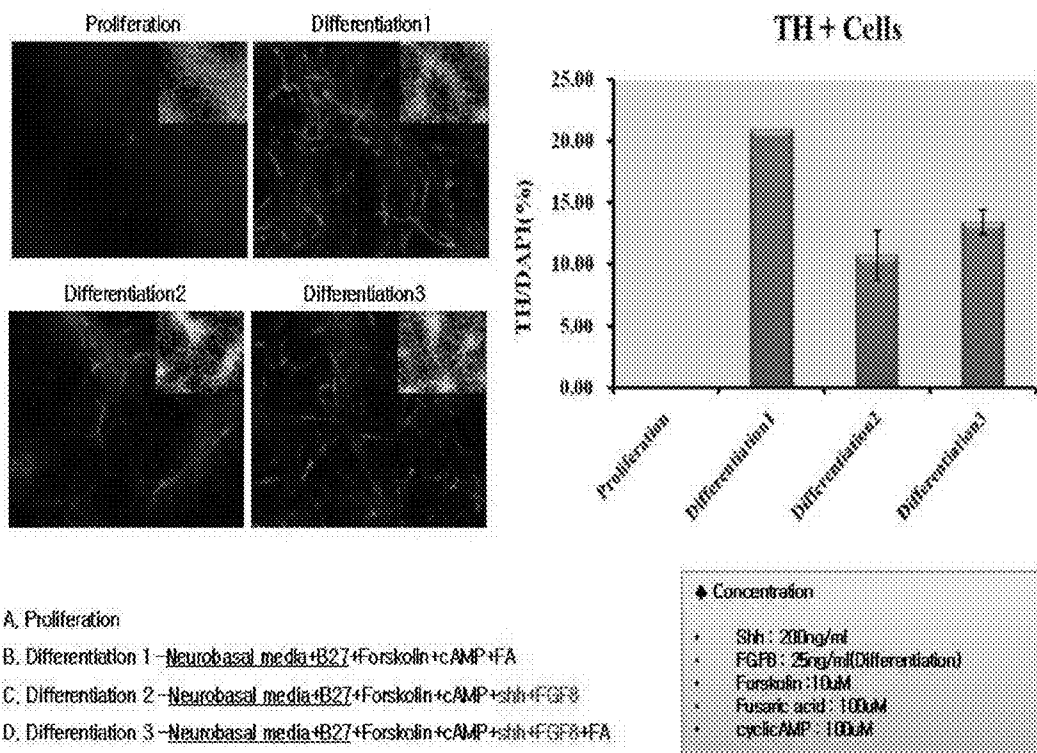 Proliferation
Differentiation1
Differentiation2
Differentiation3
TH + Cells
TH/DAPI(%)
25.00
20.00
15.00
10.00
5.00
0.00
Proliferation
Differentiation1
Differentiation2
Differentiation3
A, Proliferation
B, Differentiation 1 -Neurobasal media+B27+Forskolin+cAMP+FA
C, Differentiation 2 -Neurobasal media+B27+Forskolin+cAMP+shh+FGF8
D, Differentiation 3 -Neurobasal media+B27+Forskolin+cAMP+shh+FGF8+FA
♠ Concentration
· Shh : 200ng/ml
· FGF8 : 25ng/ml(Differentiation)
· Forskolin :10uM
· Fusaric acid : 100uM
· cyclicAMP : 100uM